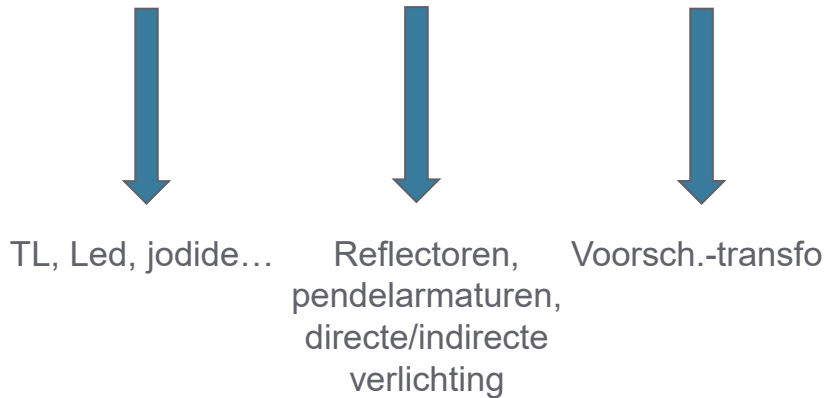 TL, Led, jodide…
Reflectoren,
pendelarmaturen,
directe/indirecte
verlichting
Voorsch.-transfo